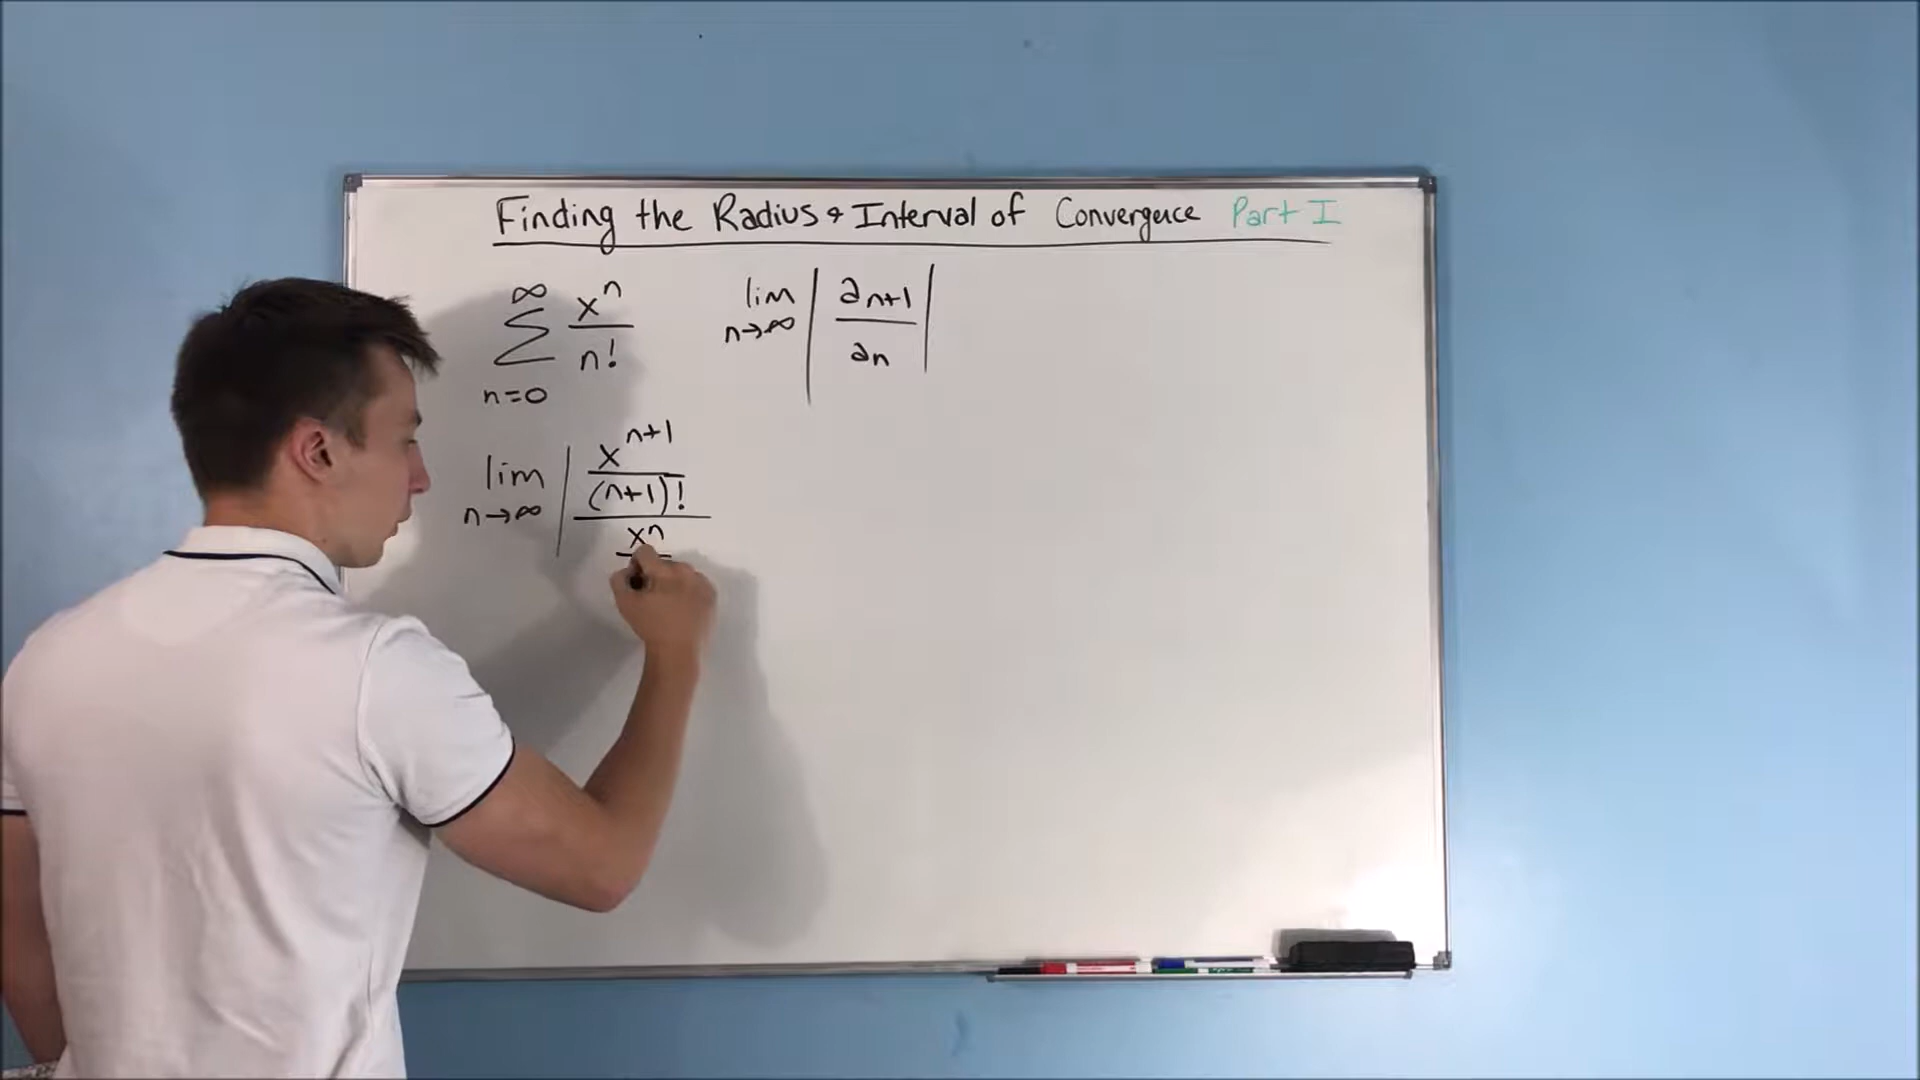 Finding the Radius & Interval of Convergence Part I
∞
∑ xⁿ / n!
n=0
lim n→∞ | aₙ₊₁ / aₙ |
lim n→∞ | xⁿ⁺¹ / (n+1)! / xⁿ